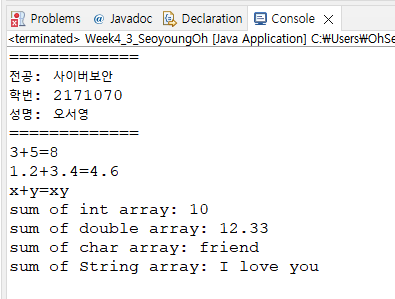 Problems @ Javadoc Declaration Console
<terminated> Week4_3_SeoyoungOh [Java Application] C:₩Users₩OhSe
=============
전공: 사이버보안
학번: 2171070
성명: 오서영
=============
3+5=8
1.2+3.4=4.6
x+y=xy
sum of int array: 10
sum of double array: 12.33
sum of char array: friend
sum of String array: I love you